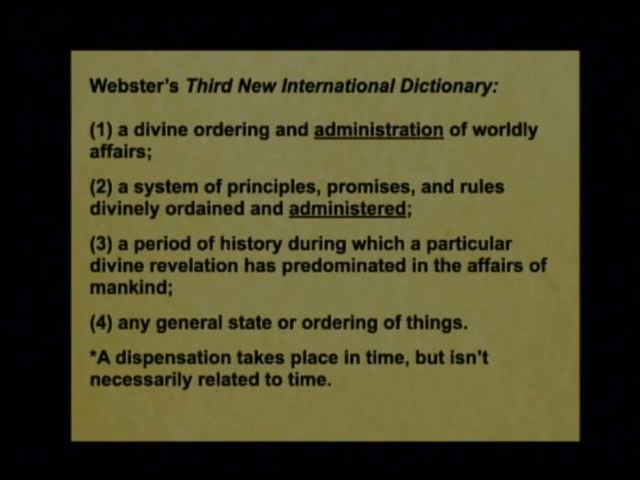 Webster's Third New International Dictionary:
(1) a divine ordering and administration of worldly
affairs;
(2) a system of principles, promises, and rules
divinely ordained and administered;
(3) a period of history during which a particular
divine revelation has predominated in the affairs of
mankind;
(4) any general state or ordering of things.
*A dispensation takes place in time, but isn't
necessarily related to time.